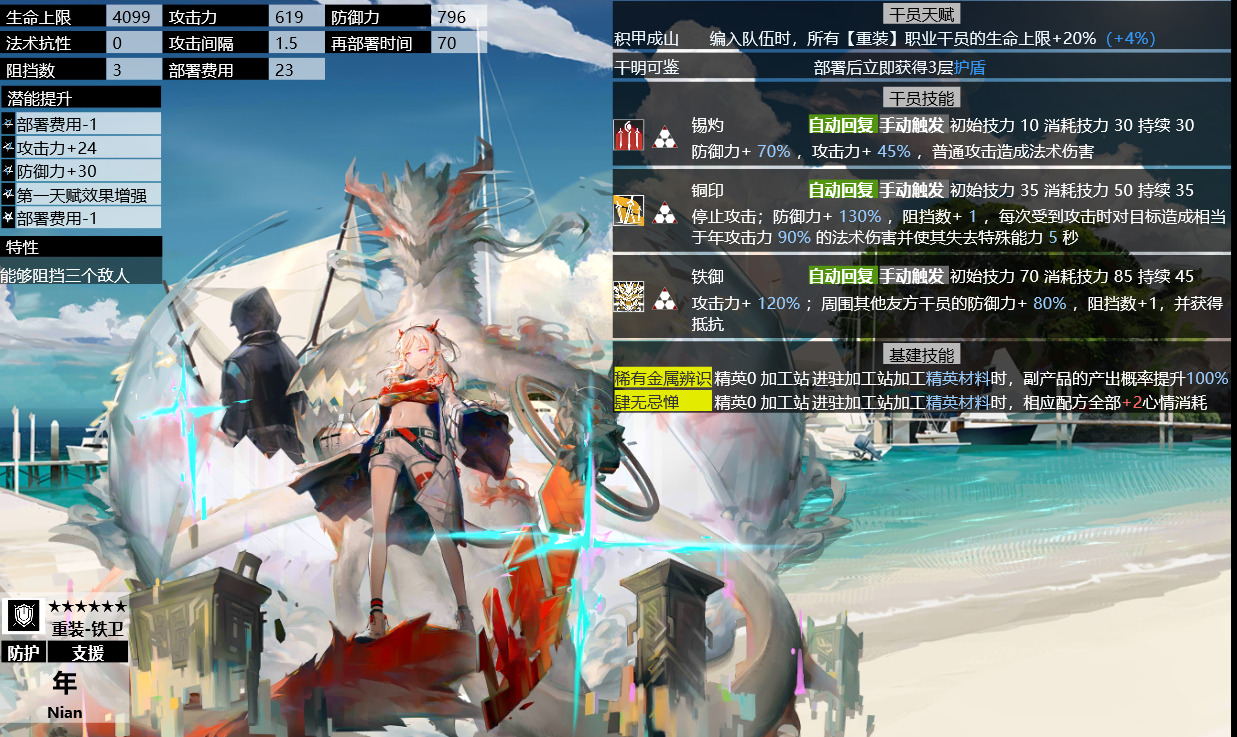 生命上限 4099 攻击力 619 防御力 796
法术抗性 0 攻击间隔 1.5 再部署时间 70
阻挡数 3 部署费用 23
潜能提升
部署费用-1
攻击力+24
防御力+30
第一天赋效果增强
部署费用-1
特性
能够阻挡三个敌人
干员天赋
积甲成山 编入队伍时，所有【重装】职业干员的生命上限+20%（+4%）
干明可鉴 部署后立即获得3层护盾
干员技能
锡灼 自动回复 手动触发 初始技力 10 消耗技力 30 持续 30
防御力+ 70% ，攻击力+ 45% ，普通攻击造成法术伤害
铜印 自动回复 手动触发 初始技力 35 消耗技力 50 持续 35
停止攻击；防御力+ 130% ，阻挡数+ 1 ，每次受到攻击时对目标造成相当
于年攻击力 90% 的法术伤害并使其失去特殊能力 5 秒
铁御 自动回复 手动触发 初始技力 70 消耗技力 85 持续 45
攻击力+ 120% ；周围其他友方干员的防御力+ 80% ，阻挡数+1，并获得
抵抗
基建技能
稀有金属辨识 精英0 加工站 进驻加工站加工精英材料时，副产品的产出概率提升100%
肆无忌惮 精英0 加工站 进驻加工站加工精英材料时，相应配方全部+2心情消耗
★★★★★★
重装-铁卫
防护 支援
年
Nian